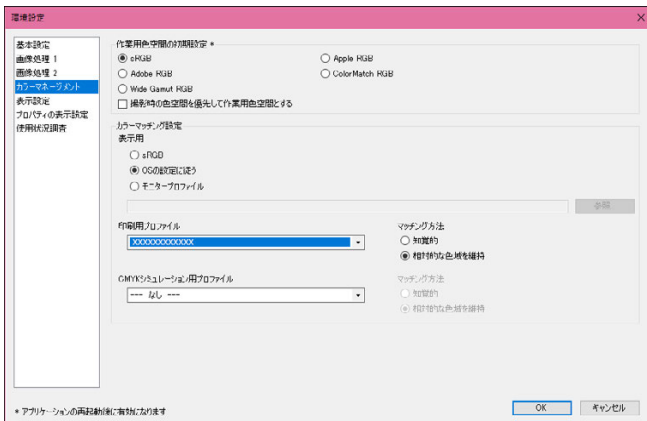 環境設定
基本設定
画像処理 1
画像処理 2
カラーマネージメント
表示設定
プロパティの表示設定
使用状況調査
作業用色空間の初期設定 *
sRGB
Apple RGB
Adobe RGB
ColorMatch RGB
Wide Gamut RGB
撮影時の色空間を優先して作業用色空間とする
カラーマッチング設定
表示用
sRGB
OSの設定に従う
モニタープロファイル
参照
印刷用プロファイル
マッチング方法
XXXXXXXXXXXX
知覚的
相対的な色域を維持
CMYKシミュレーション用プロファイル
マッチング方法
--- なし ---
知覚的
相対的な色域を維持
* アプリケーションの再起動後に有効になります
OK
キャンセル